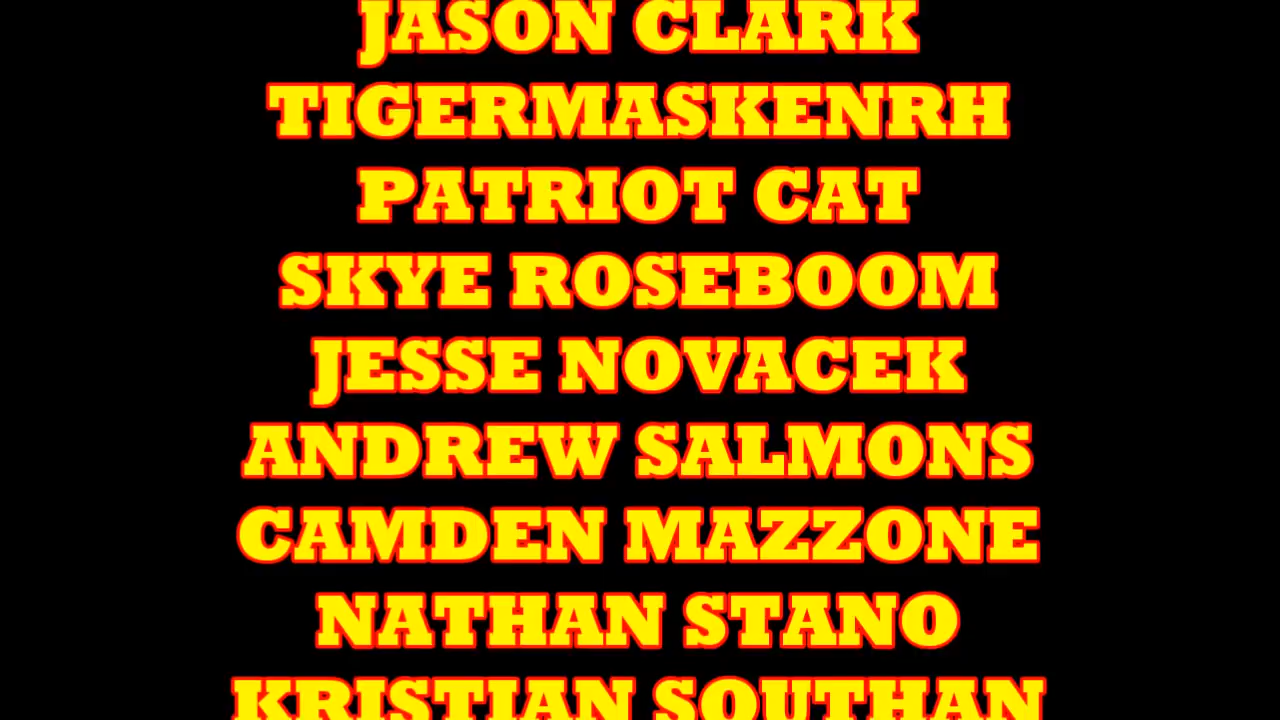 JASON CLARK
TIGERMASKENRH
PATRIOT CAT
SKYE ROSEBOOM
JESSE NOVACEK
ANDREW SALMONS
CAMDEN MAZZONE
NATHAN STANO
KRISTIAN SOUTHAN